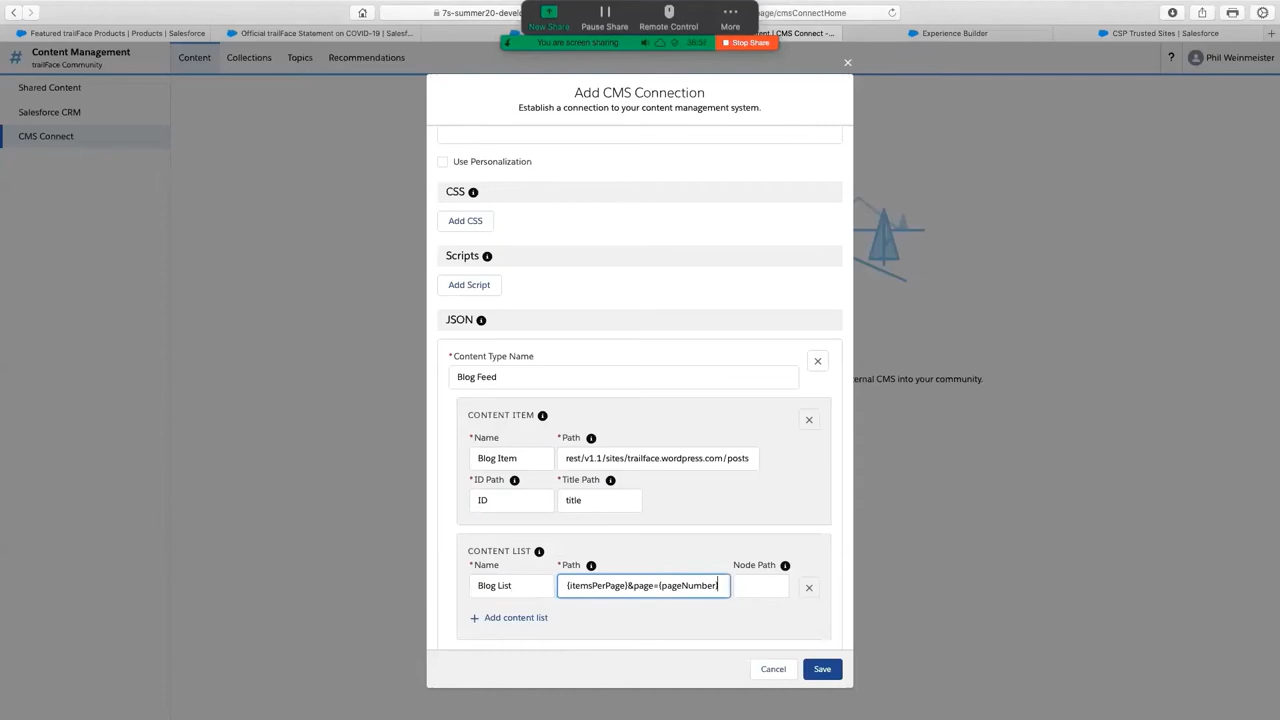 7s-summer20-develo
page/cmsConnectHome
New Share
Pause Share
Remote Control
More
You are screen sharing
Stop Share
Featured trailFace Products | Products | Salesforce
Official trailFace Statement on COVID-19 | Salesf...
ntent | CMS Connect -...
Experience Builder
CSP Trusted Sites | Salesforce
Content Management
trailFace Community
Content
Collections
Topics
Recommendations
?
Phil Weinmeister
Shared Content
Salesforce CRM
CMS Connect
Add CMS Connection
Establish a connection to your content management system.
Use Personalization
CSS
Add CSS
Scripts
Add Script
JSON
*Content Type Name
Blog Feed
CONTENT ITEM
*Name
*Path
Blog Item
rest/v1.1/sites/trailface.wordpress.com/posts
*ID Path
*Title Path
ID
title
ernal CMS into your community.
CONTENT LIST
*Name
*Path
Node Path
Blog List
{itemsPerPage}&page={pageNumber}
+ Add content list
Cancel
Save